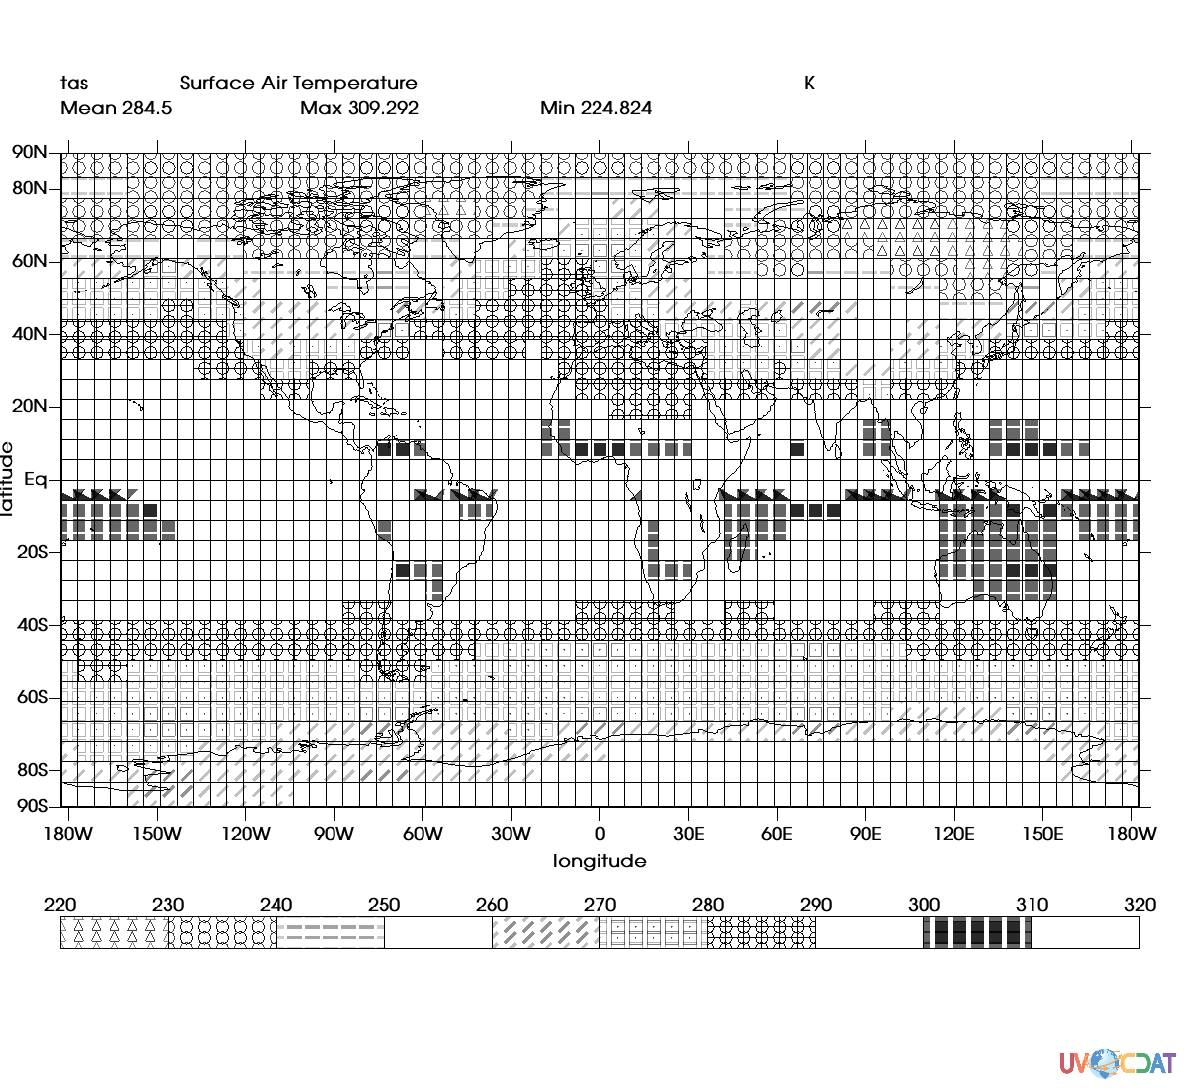 tas Surface Air Temperature K
Mean 284.5 Max 309.292 Min 224.824
90N
80N
60N
40N
20N
Eq
20S
40S
60S
80S
90S
latitude
180W 150W 120W 90W 60W 30W 0 30E 60E 90E 120E 150E 180W
longitude
220 230 240 250 260 270 280 290 300 310 320
UVCDAT